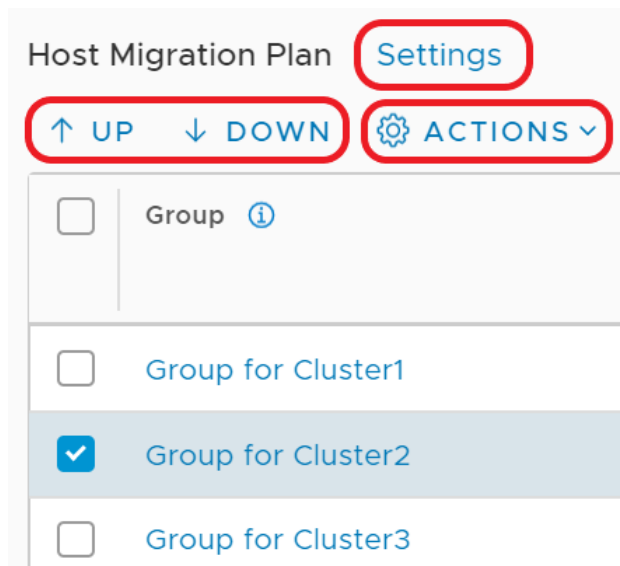 Host Migration Plan Settings
↑ UP ↓ DOWN ACTIONS
Group
Group for Cluster1
Group for Cluster2
Group for Cluster3